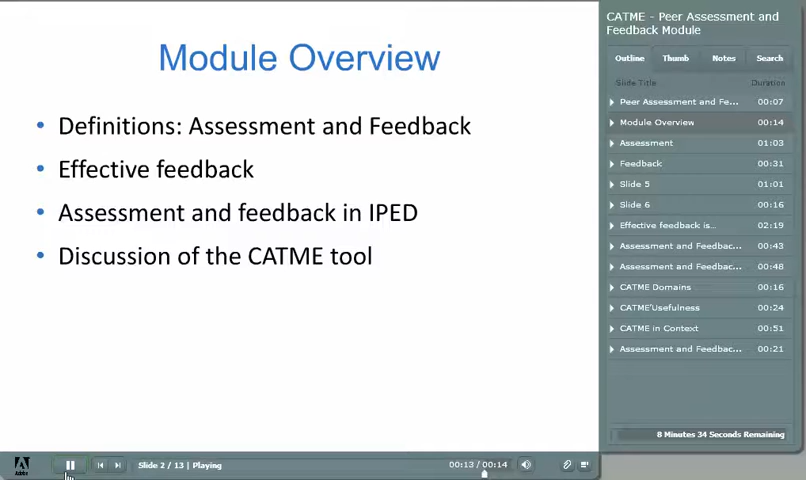 Module Overview
• Definitions: Assessment and Feedback
• Effective feedback
• Assessment and feedback in IPED
• Discussion of the CATME tool
Adobe
Slide 2 / 13 | Playing
00:13 / 00:14
CATME - Peer Assessment and
Feedback Module
Outline Thumb Notes Search
Slide Title Duration
Peer Assessment and Fe... 00:07
Module Overview 00:14
Assessment 01:03
Feedback 00:31
Slide 5 01:01
Slide 6 00:16
Effective feedback is... 02:19
Assessment and Feedbac... 00:43
Assessment and Feedbac... 00:48
CATME Domains 00:16
CATME'Usefulness 00:24
CATME in Context 00:51
Assessment and Feedbac... 00:21
8 Minutes 34 Seconds Remaining